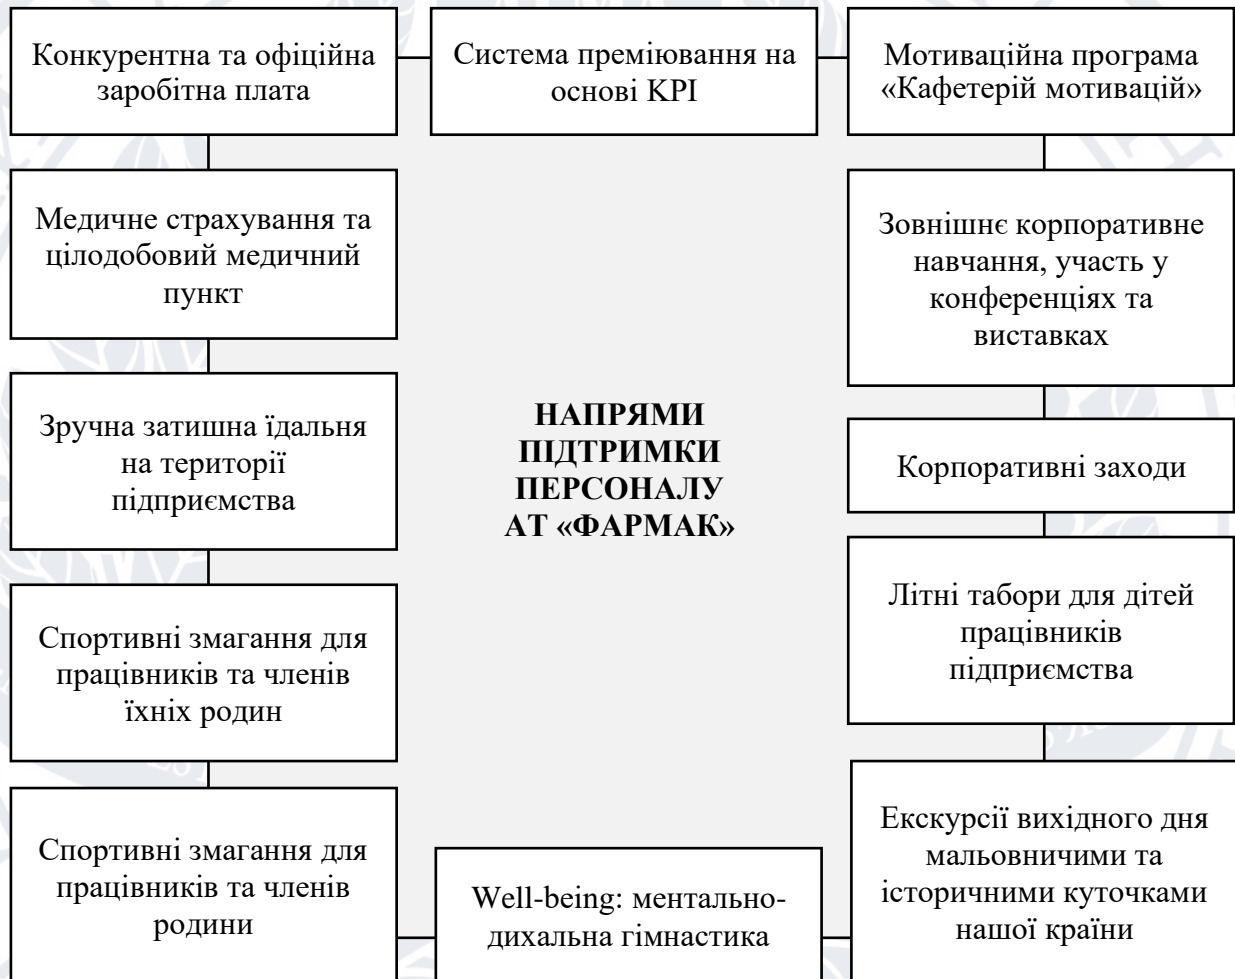 Конкурентна та офіційна
заробітна плата
Система преміювання на
основі KPI
Мотиваційна програма
«Кафетерій мотивацій»
Медичне страхування та
цілодобовий медичний
пункт
Зовнішнє корпоративне
навчання, участь у
конференціях та
виставках
Зручна затишна їдальня
на території
підприємства
НАПРЯМИ
ПІДТРИМКИ
ПЕРСОНАЛУ
АТ «ФАРМАК»
Корпоративні заходи
Спортивні змагання для
працівників та членів
їхніх родин
Літні табори для дітей
працівників
підприємства
Спортивні змагання для
працівників та членів
родини
Well-being: ментально-
дихальна гімнастика
Екскурсії вихідного дня
мальовничими та
історичними куточками
нашої країни